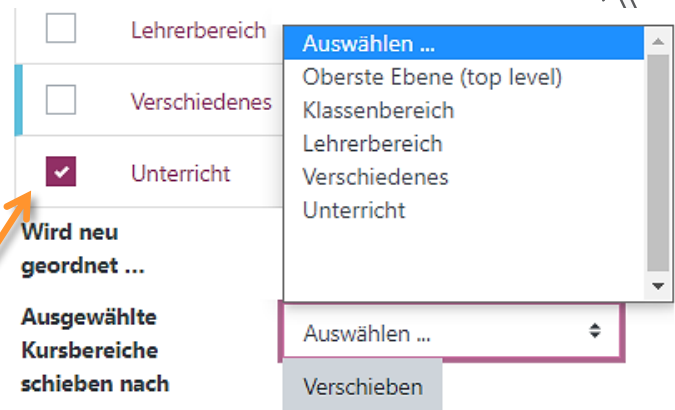 Lehrerbereich
Verschiedenes
Unterricht
Auswählen ...
Oberste Ebene (top level)
Klassenbereich
Lehrerbereich
Verschiedenes
Unterricht
Wird neu
geordnet ...
Ausgewählte
Kursbereiche
schieben nach
Auswählen ...
Verschieben